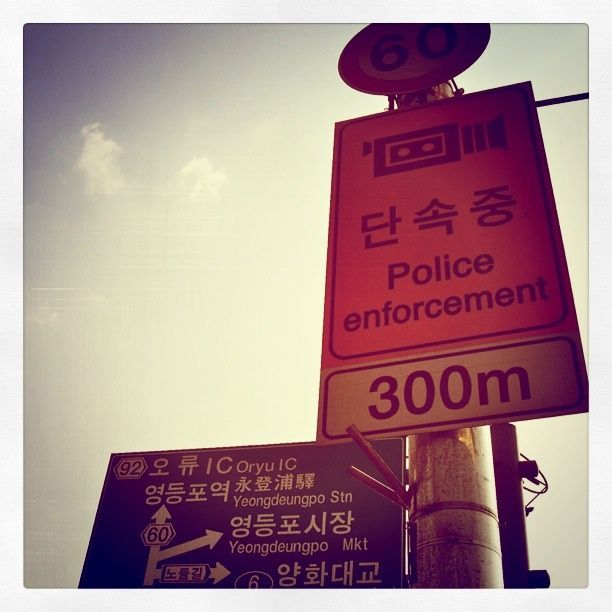 60
단속중
Police
enforcement
300m
92 오류IC Oryu IC
영등포역 永登浦驛
Yeongdeungpo Stn
영등포시장
60
Yeongdeungpo Mkt
노들길 6 양화대교